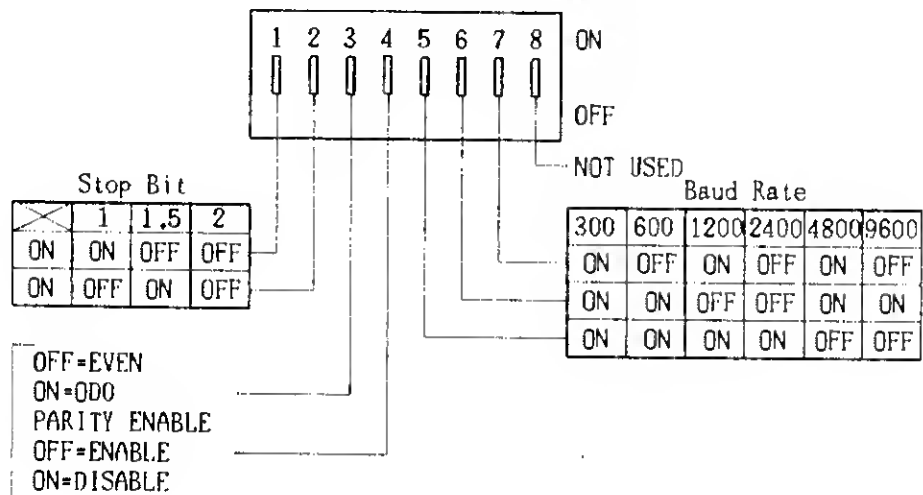 1 2 3 4 5 6 7 8 ON
OFF
NOT USED
Stop Bit
1 1.5 2
ON ON OFF OFF
ON OFF ON OFF
Baud Rate
300 600 1200 2400 4800 9600
ON OFF ON OFF ON OFF
ON ON OFF OFF ON ON
ON ON ON ON OFF OFF
OFF=EVEN
ON=ODO
PARITY ENABLE
OFF=ENABLE
ON=DISABLE